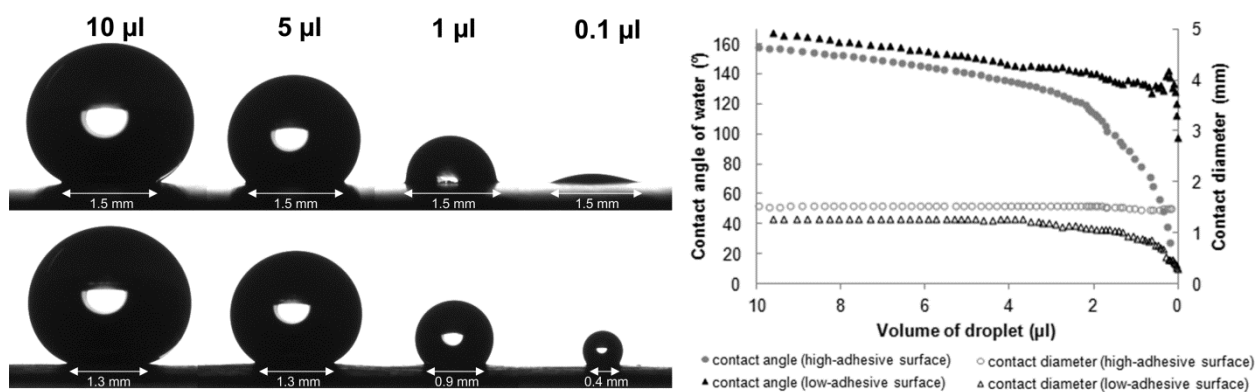 10 µl 5 µl 1 µl 0.1 µl
1.5 mm 1.5 mm 1.5 mm 1.5 mm
1.3 mm 1.3 mm 0.9 mm 0.4 mm
Contact angle of water (º)
160
140
120
100
80
60
40
20
0
10 8 6 4 2 0
Volume of droplet (µl)
5
4
3
2
1
0
Contact diameter (mm)
contact angle (high-adhesive surface) contact diameter (high-adhesive surface)
contact angle (low-adhesive surface) contact diameter (low-adhesive surface)